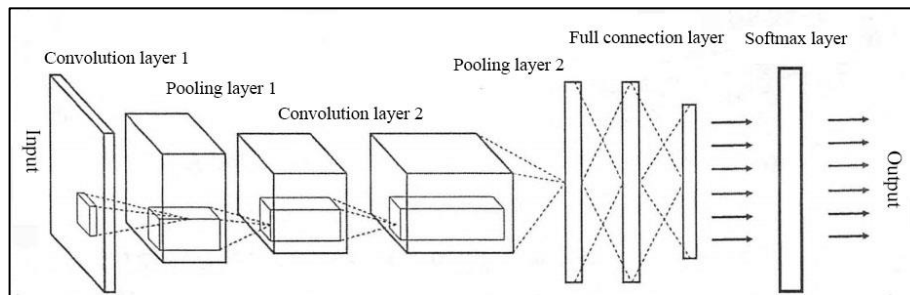 Full connection layer
Softmax layer
Convolution layer 1
Pooling layer 2
Pooling layer 1
Convolution layer 2
Input
Output